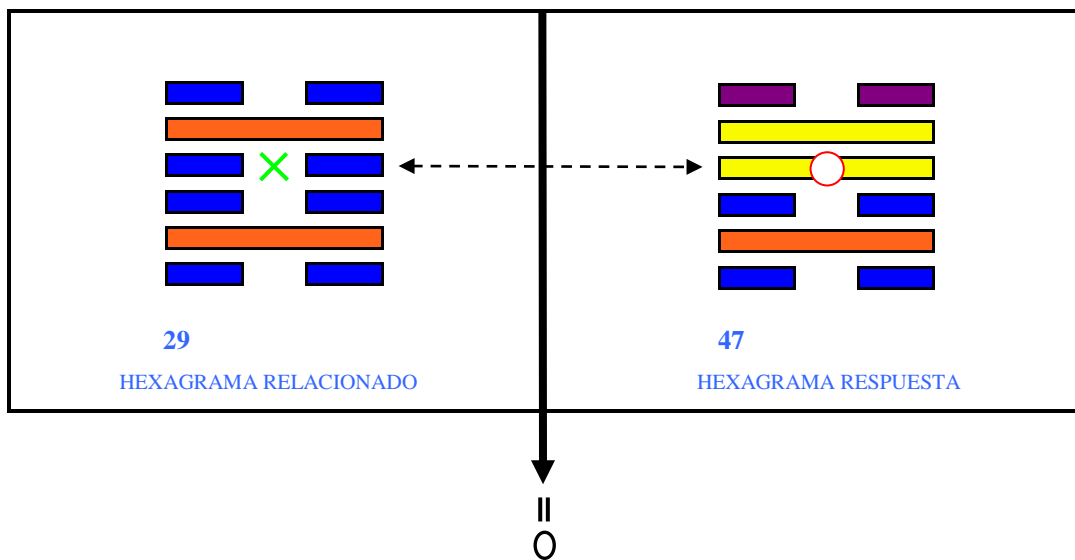 29
HEXAGRAMA RELACIONADO
47
HEXAGRAMA RESPUESTA
=
O